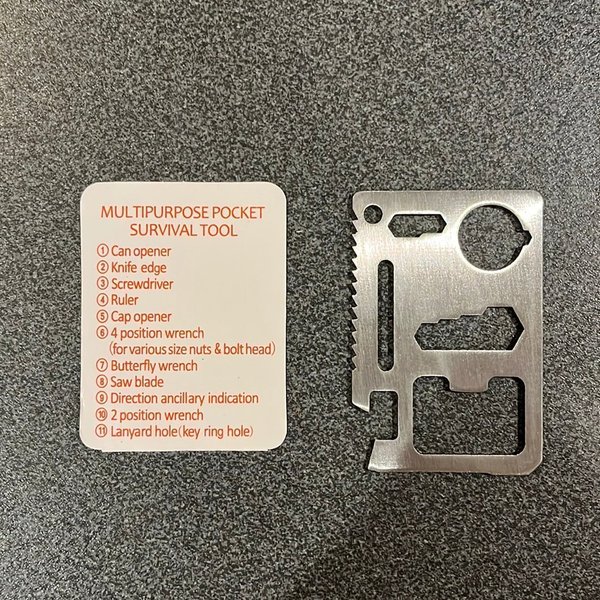 MULTIPURPOSE POCKET
SURVIVAL TOOL
① Can opener
② Knife edge
③ Screwdriver
④ Ruler
⑤ Cap opener
⑥ 4 position wrench
(for various size nuts & bolt head)
⑦ Butterfly wrench
⑧ Saw blade
⑨ Direction ancillary indication
⑩ 2 position wrench
⑪ Lanyard hole(key ring hole)